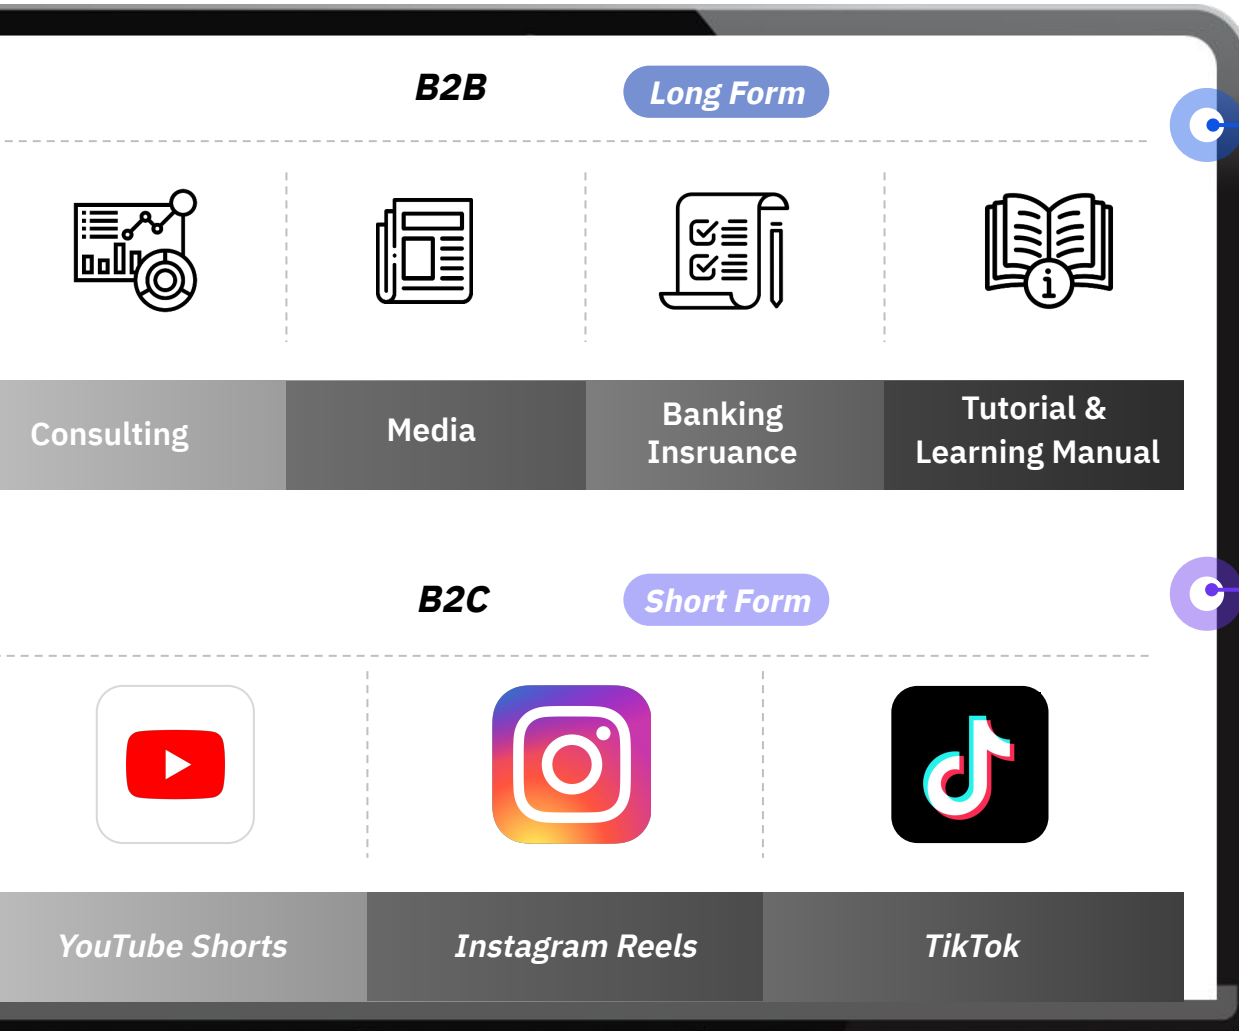 B2B
Long Form
Consulting
Media
Banking
Insruance
Tutorial &
Learning Manual
B2C
Short Form
YouTube Shorts
Instagram Reels
TikTok